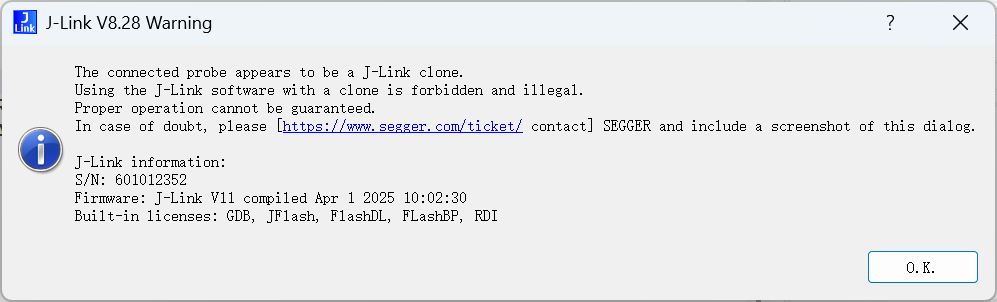 J Link
J-Link V8.28 Warning
?
The connected probe appears to be a J-Link clone.
Using the J-Link software with a clone is forbidden and illegal.
Proper operation cannot be guaranteed.
In case of doubt, please [https://www.segger.com/ticket/ contact] SEGGER and include a screenshot of this dialog.
J-Link information:
S/N: 601012352
Firmware: J-Link V11 compiled Apr 1 2025 10:02:30
Built-in licenses: GDB, JFlash, FlashDL, FLashBP, RDI
O.K.